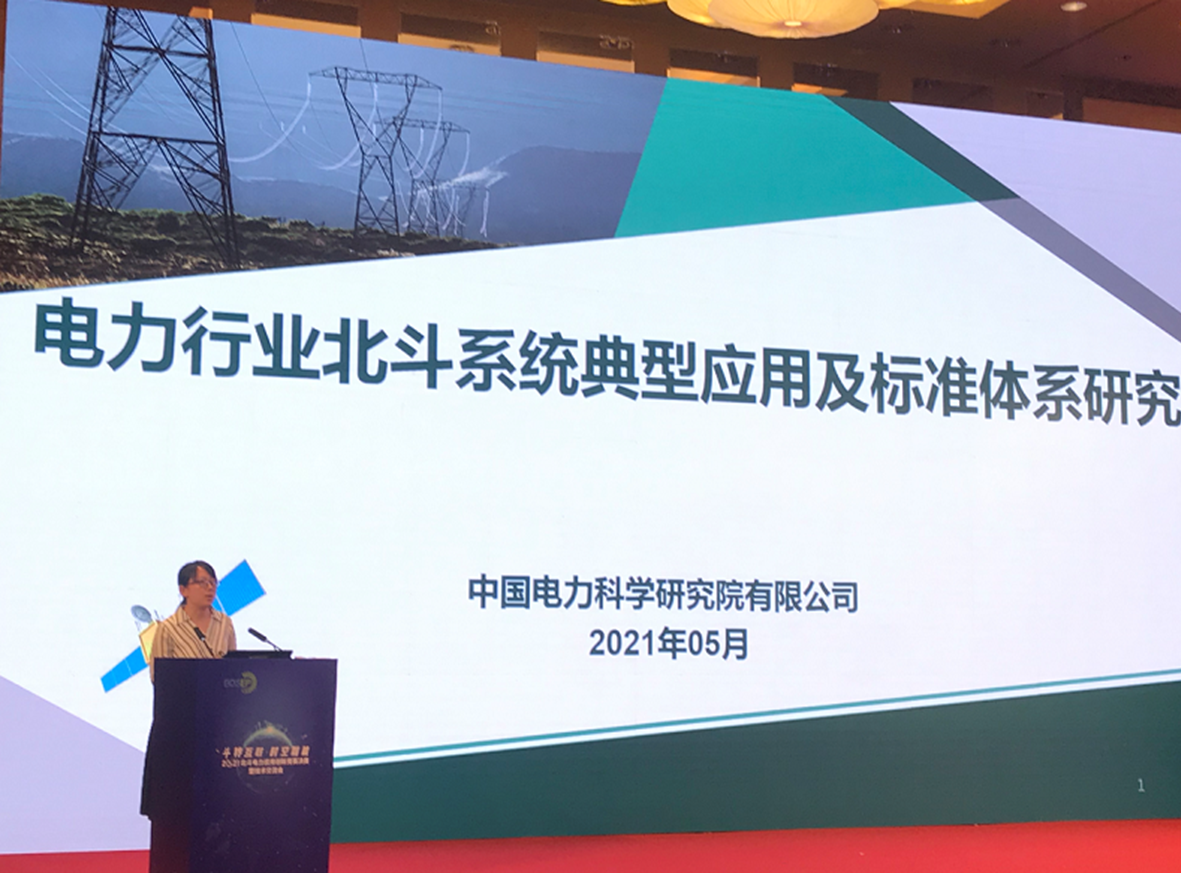 电力行业北斗系统典型应用及标准体系研究
中国电力科学研究院有限公司
2021年05月
1
BDS